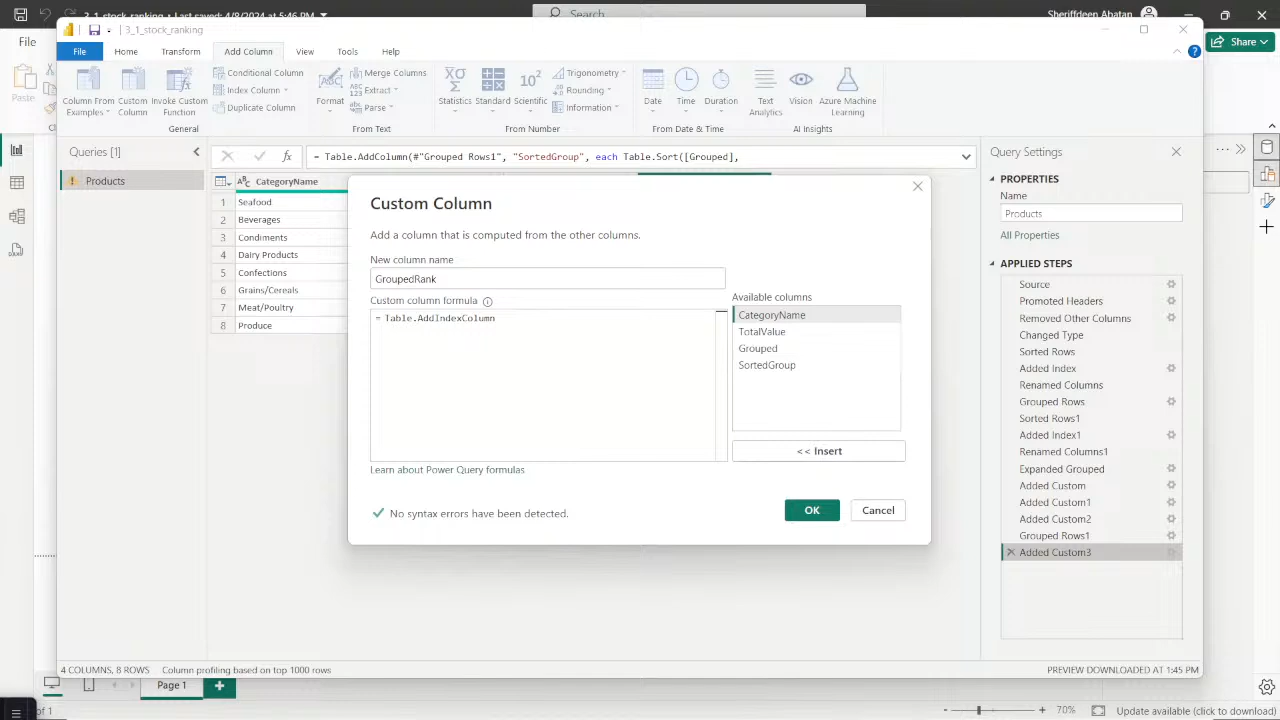 3_1_stock_ranking • Last saved: 4/8/2024 at 5:46 PM
Search
Sheriffdeen Abatan
File
Share
3_1_stock_ranking
File Home Transform Add Column View Tools Help
Paste
Column From Examples
Custom Column
Invoke Custom Function
Conditional Column
Index Column
Duplicate Column
General
Format
Merge Columns
Extract
Parse
From Text
Statistics
Standard
Scientific
Trigonometry
Rounding
Information
From Number
Date
Time
Duration
From Date & Time
Text Analytics
Vision
Azure Machine Learning
AI Insights
Queries [1]
= Table.AddColumn(#"Grouped Rows1", "SortedGroup", each Table.Sort([Grouped],
Products
CategoryName
1 Seafood
2 Beverages
3 Condiments
4 Dairy Products
5 Confections
6 Grains/Cereals
7 Meat/Poultry
8 Produce
Custom Column
Add a column that is computed from the other columns.
New column name
GroupedRank
Custom column formula
= Table.AddIndexColumn
Available columns
CategoryName
TotalValue
Grouped
SortedGroup
<< Insert
Learn about Power Query formulas
No syntax errors have been detected.
OK
Cancel
Query Settings
PROPERTIES
Name
Products
All Properties
APPLIED STEPS
Source
Promoted Headers
Removed Other Columns
Changed Type
Sorted Rows
Added Index
Renamed Columns
Grouped Rows
Sorted Rows1
Added Index1
Renamed Columns1
Expanded Grouped
Added Custom
Added Custom1
Added Custom2
Grouped Rows1
Added Custom3
4 COLUMNS, 8 ROWS Column profiling based on top 1000 rows
PREVIEW DOWNLOADED AT 1:45 PM
Page 1
of 1
70%
Update available (click to download)